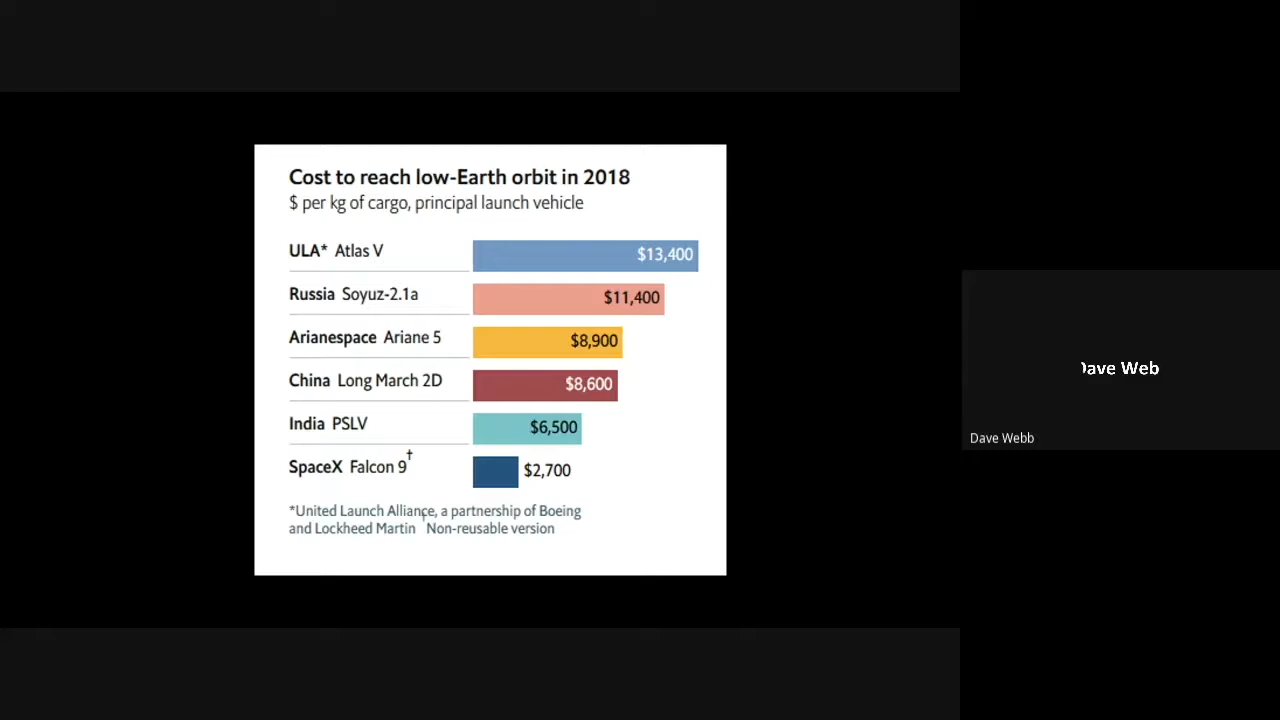 Cost to reach low-Earth orbit in 2018
$ per kg of cargo, principal launch vehicle
ULA* Atlas V $13,400
Russia Soyuz-2.1a $11,400
Arianespace Ariane 5 $8,900
China Long March 2D $8,600
India PSLV $6,500
SpaceX Falcon 9† $2,700
*United Launch Alliance, a partnership of Boeing
and Lockheed Martin †Non-reusable version
Dave Web
Dave Webb